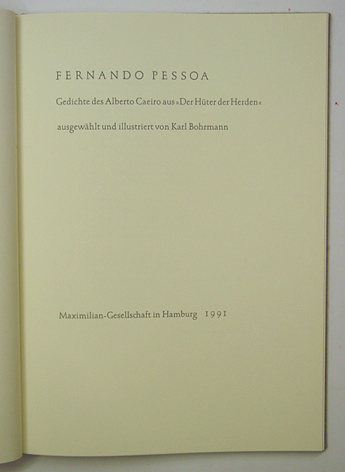 FERNANDO PESSOA
Gedichte des Alberto Caeiro aus »Der Hüter der Herden«
ausgewählt und illustriert von Karl Bohrmann
Maximilian-Gesellschaft in Hamburg 1991